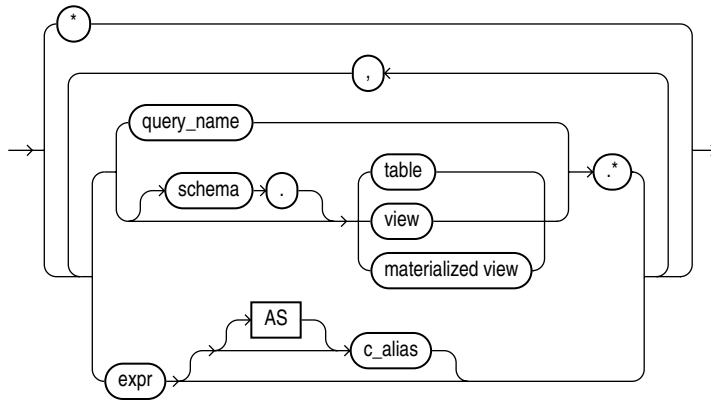 *
,
query_name
schema .
table
.*
view
materialized view
AS
c_alias
expr